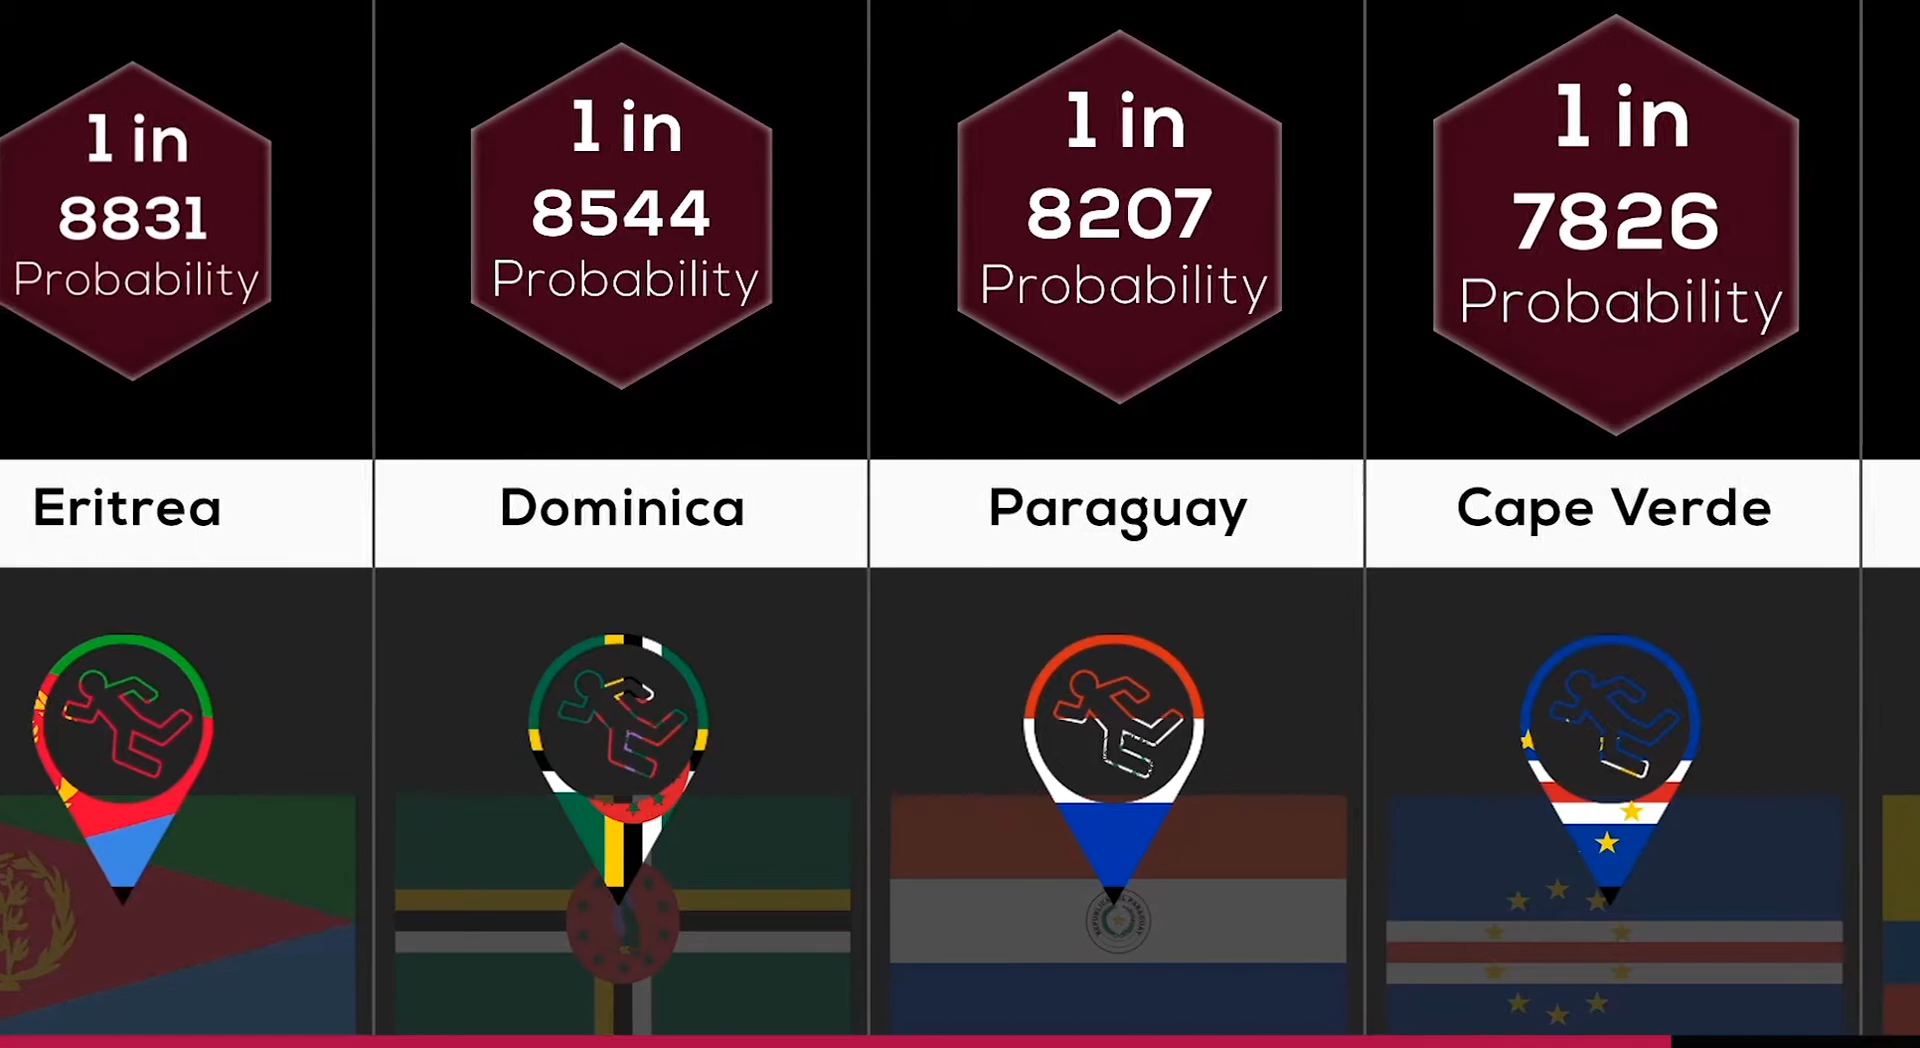 1 in
8831
Probability
Eritrea
1 in
8544
Probability
Dominica
1 in
8207
Probability
Paraguay
1 in
7826
Probability
Cape Verde